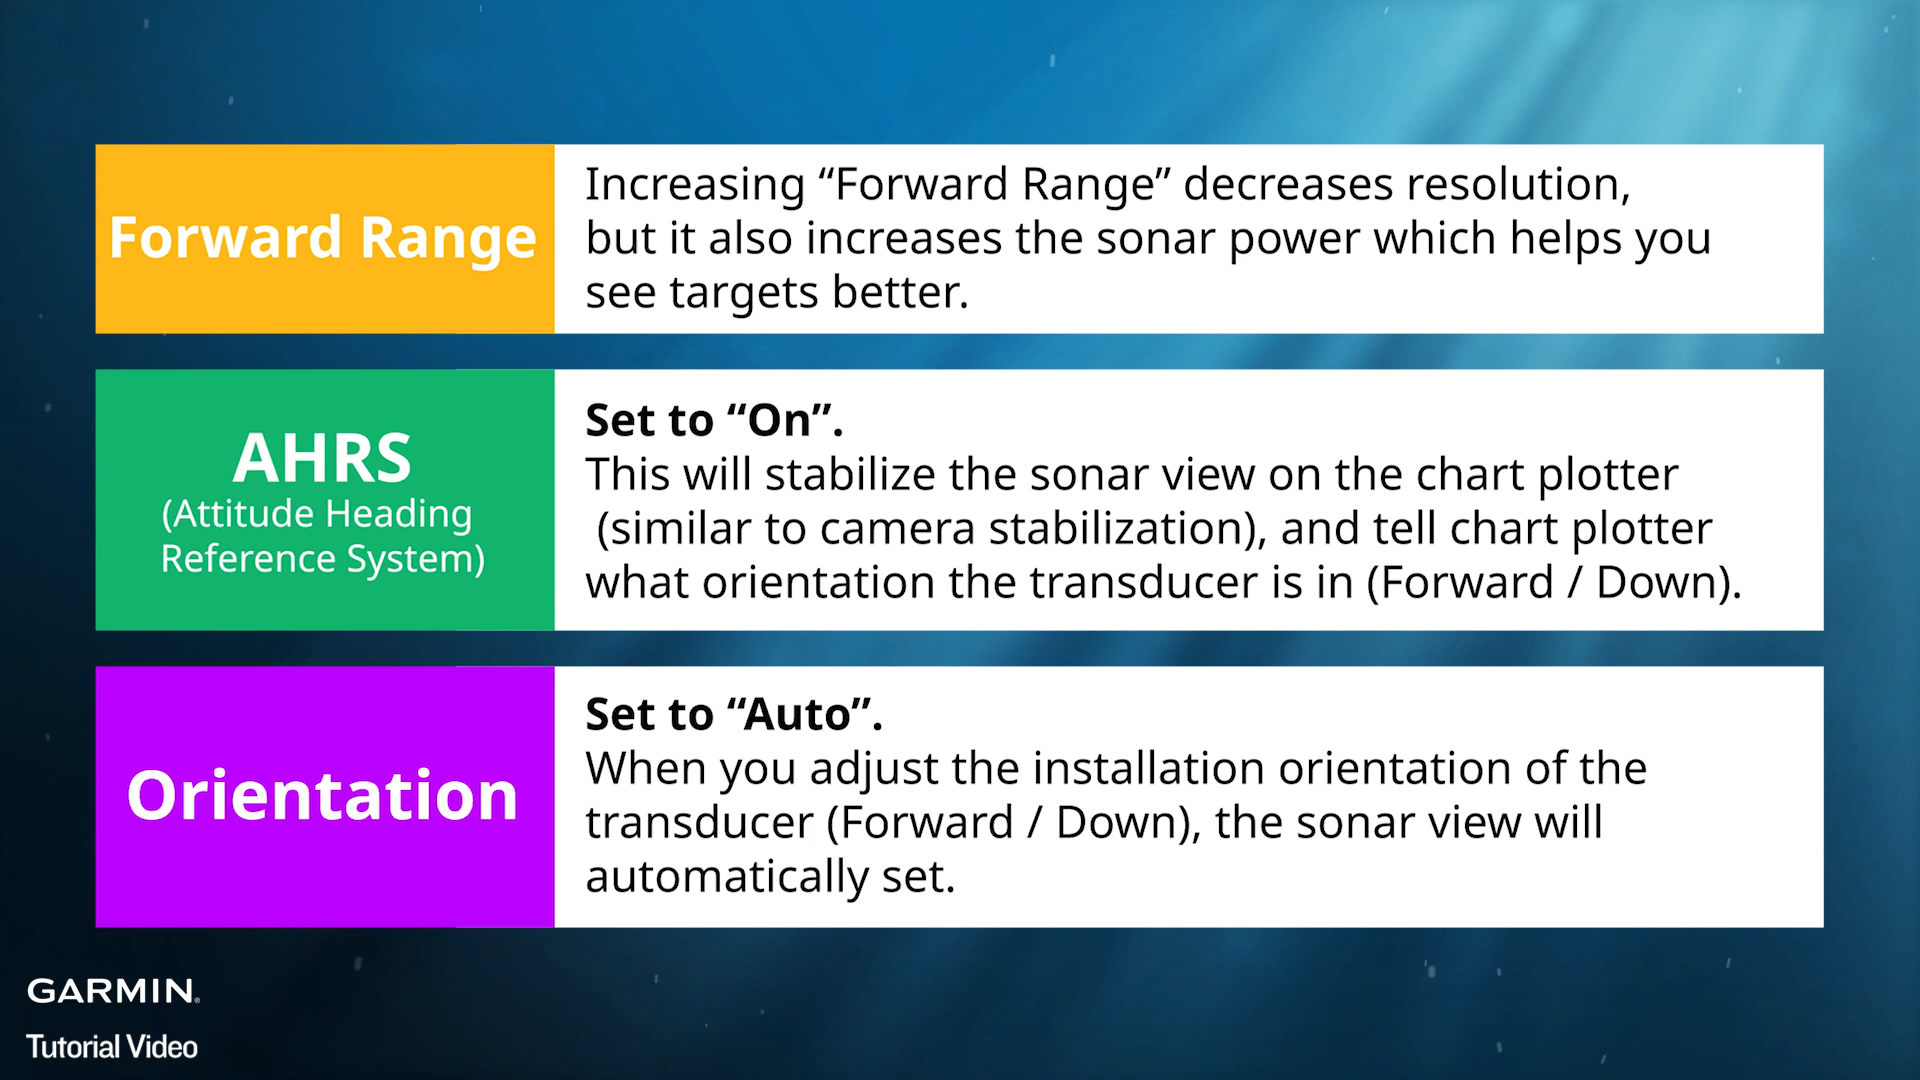 Forward Range
Increasing “Forward Range” decreases resolution,
but it also increases the sonar power which helps you
see targets better.
AHRS
(Attitude Heading
Reference System)
Set to “On”.
This will stabilize the sonar view on the chart plotter
(similar to camera stabilization), and tell chart plotter
what orientation the transducer is in (Forward / Down).
Orientation
Set to “Auto”.
When you adjust the installation orientation of the
transducer (Forward / Down), the sonar view will
automatically set.
GARMIN®
Tutorial Video